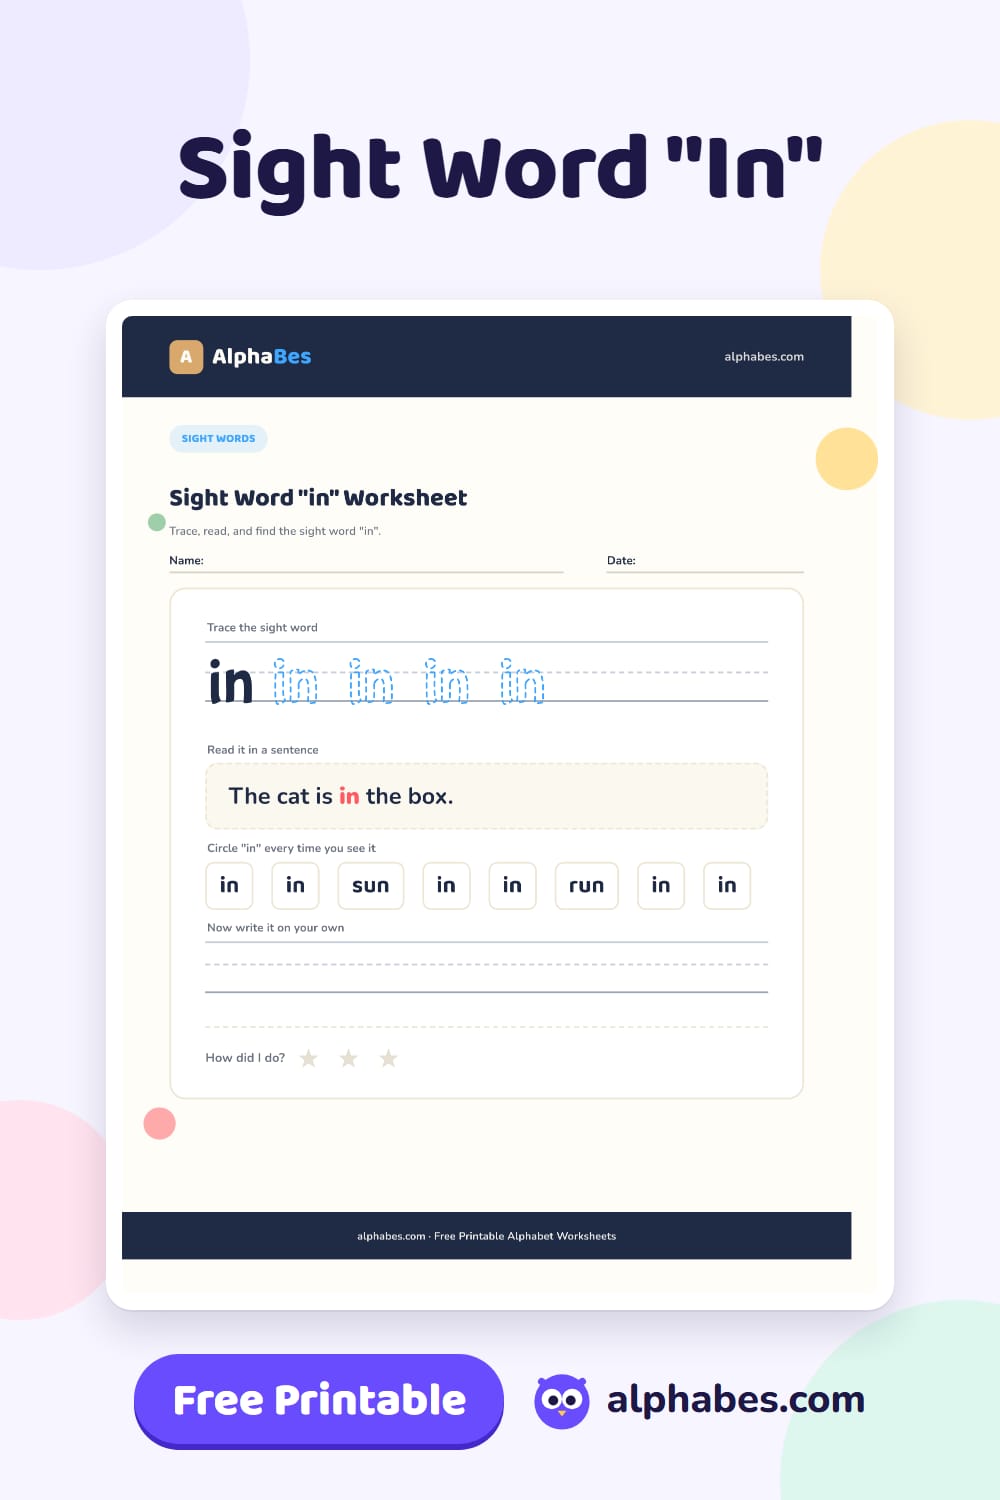 Sight Word "In"
A AlphaBes alphabes.com
SIGHT WORDS
Sight Word "in" Worksheet
Trace, read, and find the sight word "in".
Name: Date:
Trace the sight word
in in in in in
Read it in a sentence
The cat is in the box.
Circle "in" every time you see it
in in sun in in run in in
Now write it on your own
How did I do?
alphabes.com · Free Printable Alphabet Worksheets
Free Printable alphabes.com